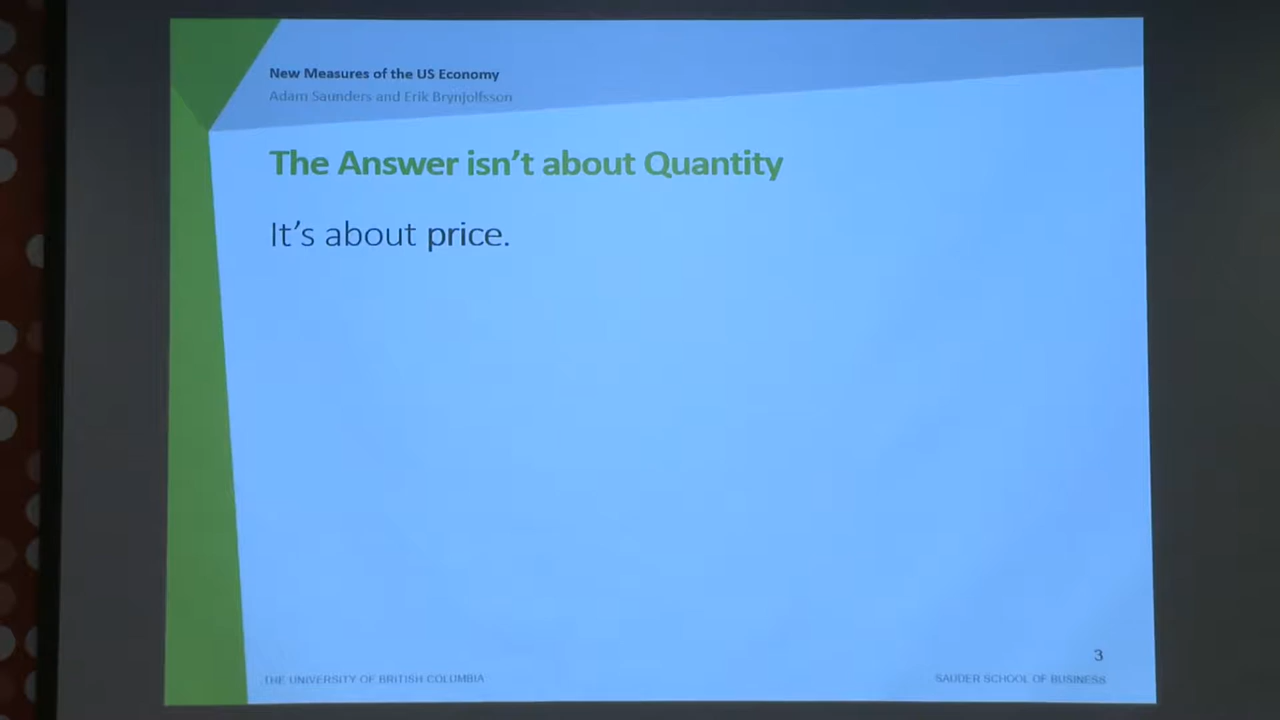 New Measures of the US Economy
Adam Saunders and Erik Brynjolfsson
The Answer isn't about Quantity
It's about price.
3
THE UNIVERSITY OF BRITISH COLUMBIA
SAUDER SCHOOL OF BUSINESS